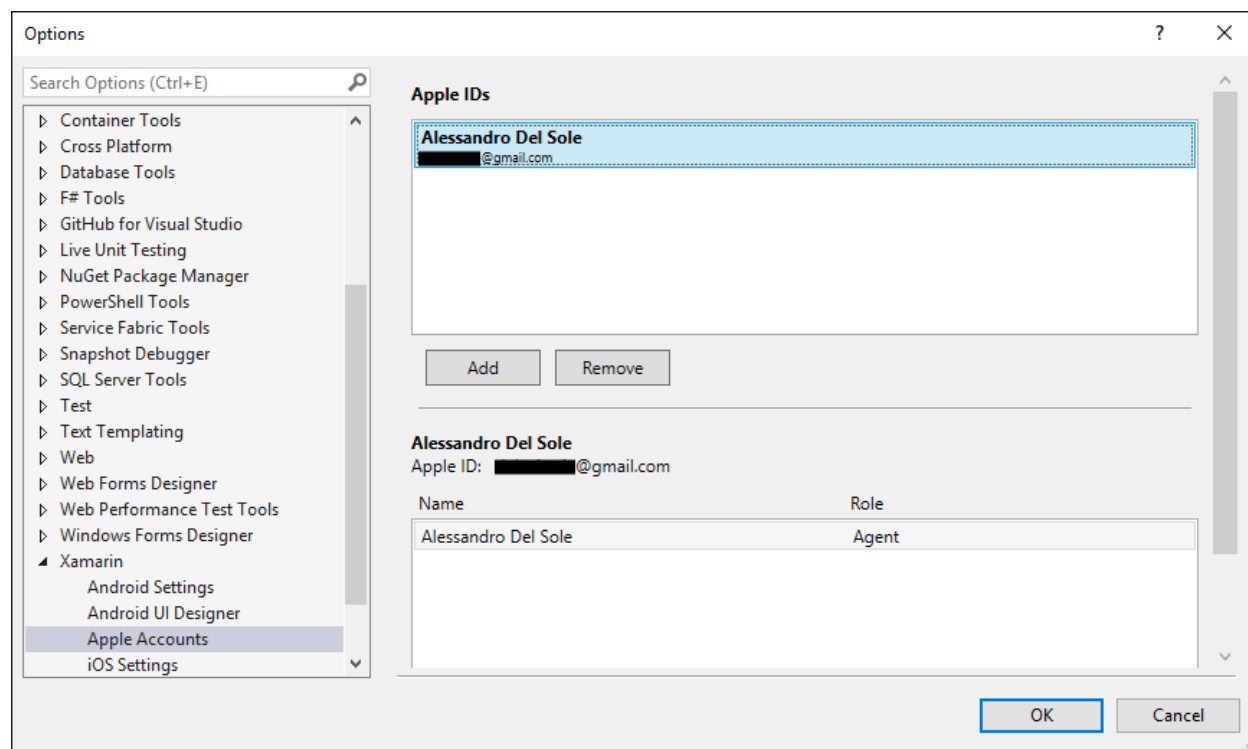 Options
?
Search Options (Ctrl+E)
Container Tools
Cross Platform
Database Tools
F# Tools
GitHub for Visual Studio
Live Unit Testing
NuGet Package Manager
PowerShell Tools
Service Fabric Tools
Snapshot Debugger
SQL Server Tools
Test
Text Templating
Web
Web Forms Designer
Web Performance Test Tools
Windows Forms Designer
Xamarin
Android Settings
Android UI Designer
Apple Accounts
iOS Settings
Apple IDs
Alessandro Del Sole
@gmail.com
Add Remove
Alessandro Del Sole
Apple ID: @gmail.com
Name Role
Alessandro Del Sole Agent
OK Cancel